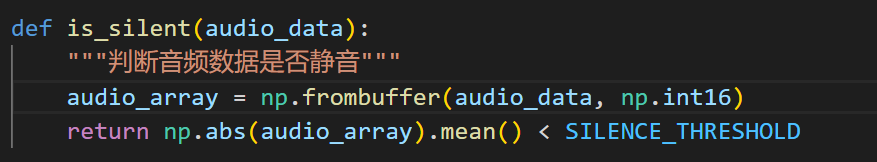 def is_silent(audio_data):
    """判断音频数据是否静音"""
    audio_array = np.frombuffer(audio_data, np.int16)
    return np.abs(audio_array).mean() < SILENCE_THRESHOLD